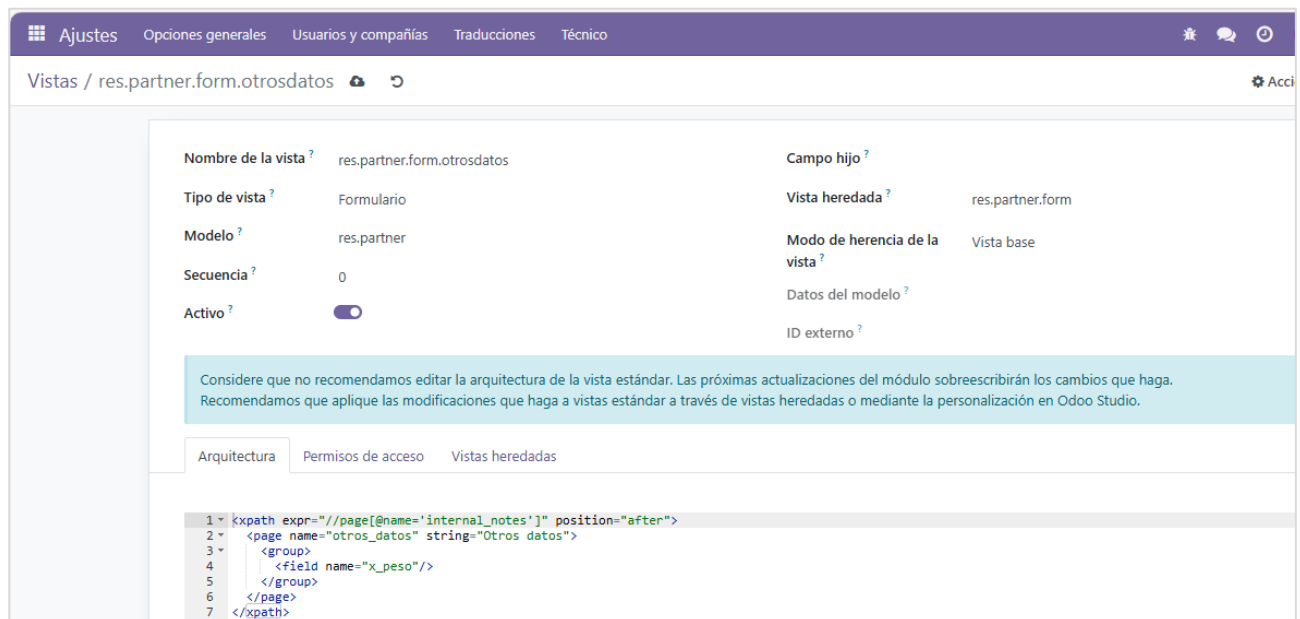 Ajustes Opciones generales Usuarios y compañías Traducciones Técnico
Vistas / res.partner.form.otrosdatos Acci
Nombre de la vista ? res.partner.form.otrosdatos
Tipo de vista ? Formulario
Modelo ? res.partner
Secuencia ? 0
Activo ?
Campo hijo ?
Vista heredada ? res.partner.form
Modo de herencia de la vista ? Vista base
Datos del modelo ?
ID externo ?
Considere que no recomendamos editar la arquitectura de la vista estándar. Las próximas actualizaciones del módulo sobreescribirán los cambios que haga.
Recomendamos que aplique las modificaciones que haga a vistas estándar a través de vistas heredadas o mediante la personalización en Odoo Studio.
Arquitectura Permisos de acceso Vistas heredadas
1 <xpath expr="//page[@name='internal_notes']" position="after">
2 <page name="otros_datos" string="Otros datos">
3 <group>
4 <field name="x_peso"/>
5 </group>
6 </page>
7 </xpath>